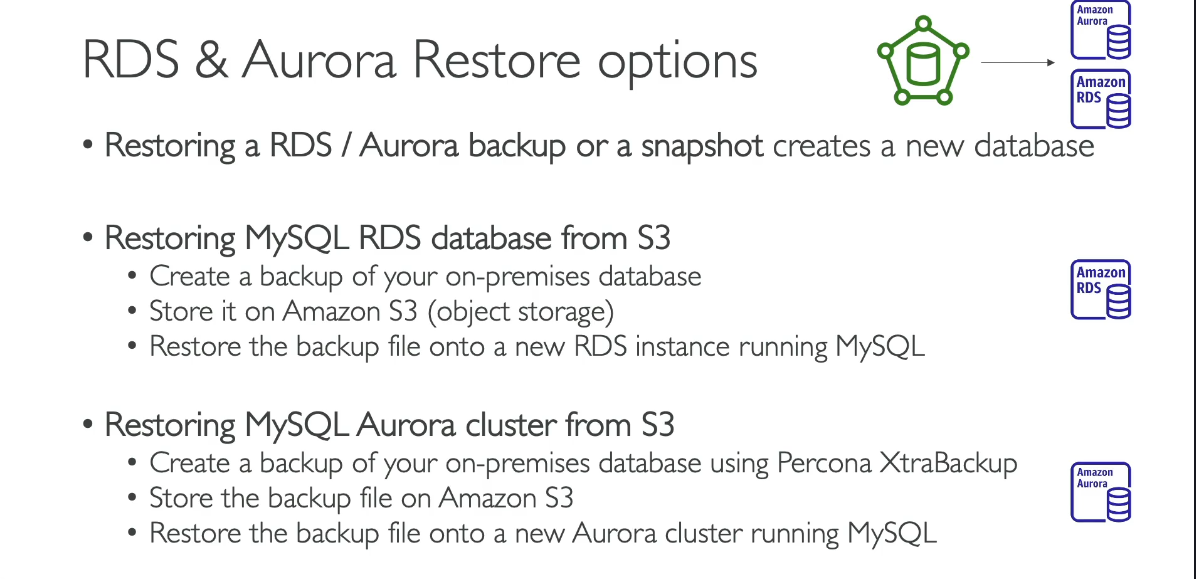 RDS & Aurora Restore options
Amazon
Aurora
Amazon
RDS
• Restoring a RDS / Aurora backup or a snapshot creates a new database
• Restoring MySQL RDS database from S3
• Create a backup of your on-premises database
• Store it on Amazon S3 (object storage)
• Restore the backup file onto a new RDS instance running MySQL
Amazon
RDS
• Restoring MySQL Aurora cluster from S3
• Create a backup of your on-premises database using Percona XtraBackup
• Store the backup file on Amazon S3
• Restore the backup file onto a new Aurora cluster running MySQL
Amazon
Aurora